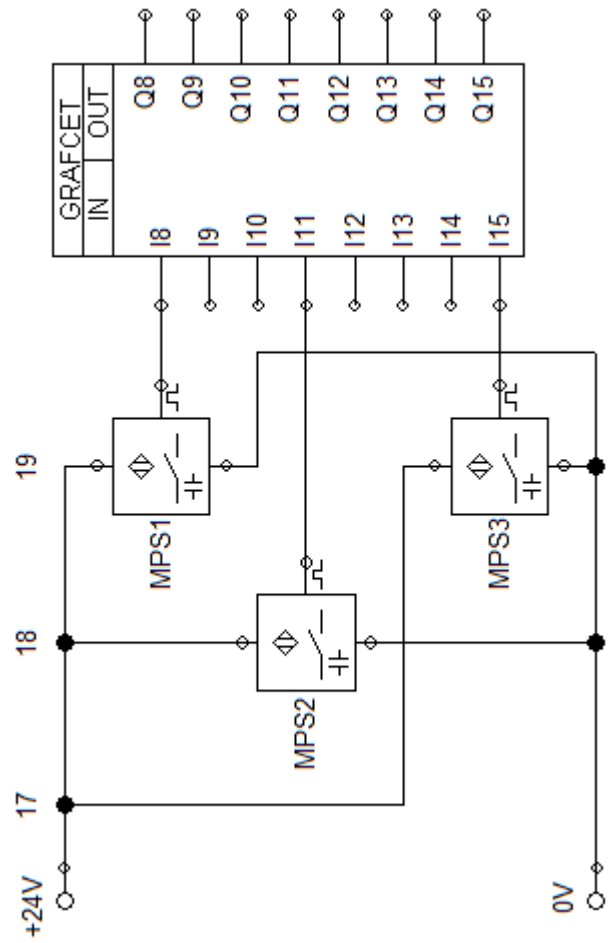 GRAFCET
IN OUT
I8 Q8
I9 Q9
I10 Q10
I11 Q11
I12 Q12
I13 Q13
I14 Q14
I15 Q15
17
18
19
+24V
MPS1
MPS2
MPS3
0V